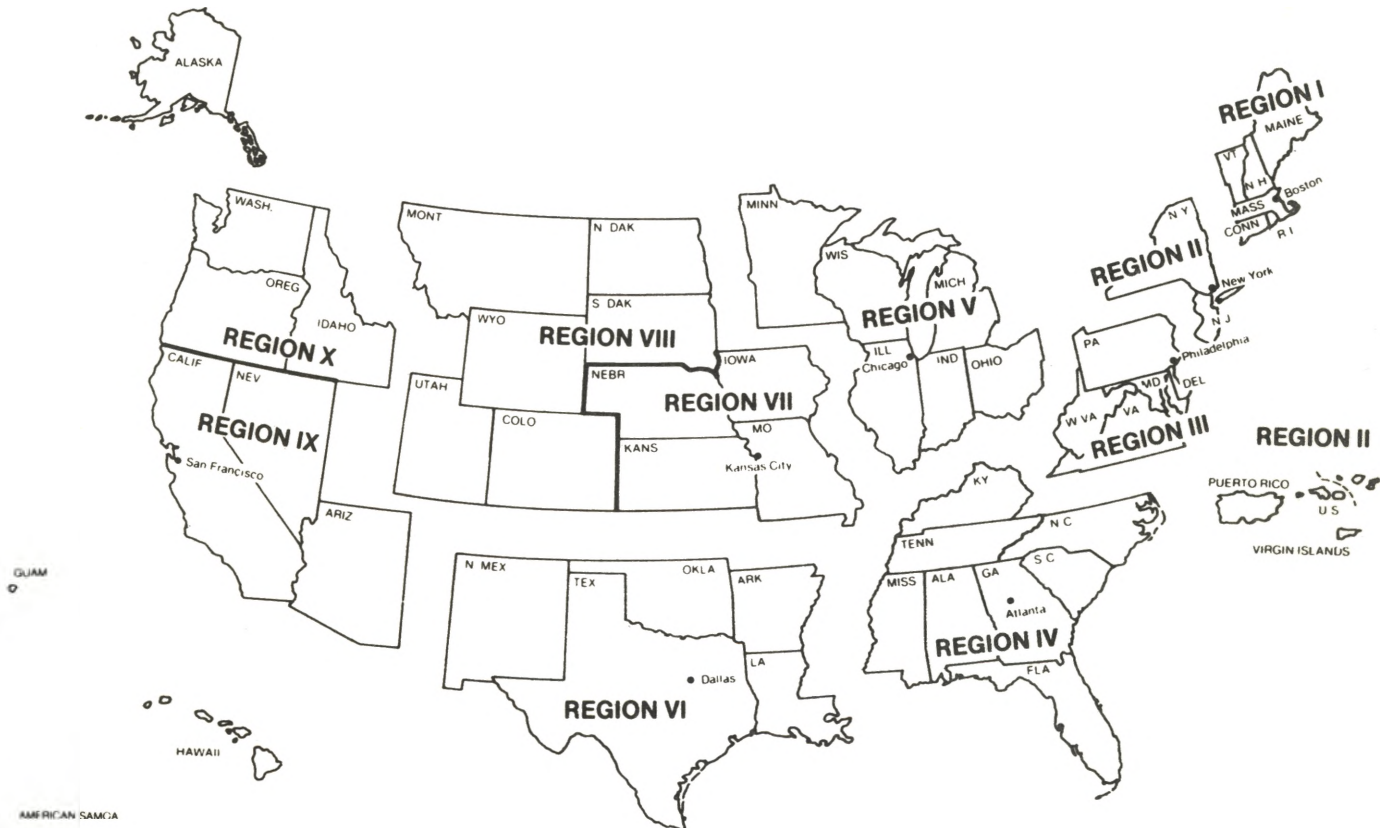 ALASKA
REGION I
MAINE
VT
N H
Boston
MASS
CONN
R I
WASH.
MONT
N DAK
MINN
N Y
WIS
REGION II
MICH
New York
OREG
S DAK
REGION V
N J
IDAHO
WYO
REGION VIII
PA
REGION X
ILL
Philadelphia
CALIF
IOWA
Chicago
IND
OHIO
NEV
UTAH
NEBR
MD
DEL
REGION VII
W VA
VA
REGION IX
COLO
MO
REGION III
REGION II
KANS
San Francisco
Kansas City
KY
PUERTO RICO
ARIZ
U S
N C
TENN
VIRGIN ISLANDS
S C
N MEX
OKLA
GUAM
TEX
ARK
MISS
ALA
GA
Atlanta
REGION IV
LA
FLA
Dallas
REGION VI
HAWAII
AMERICAN SAMOA